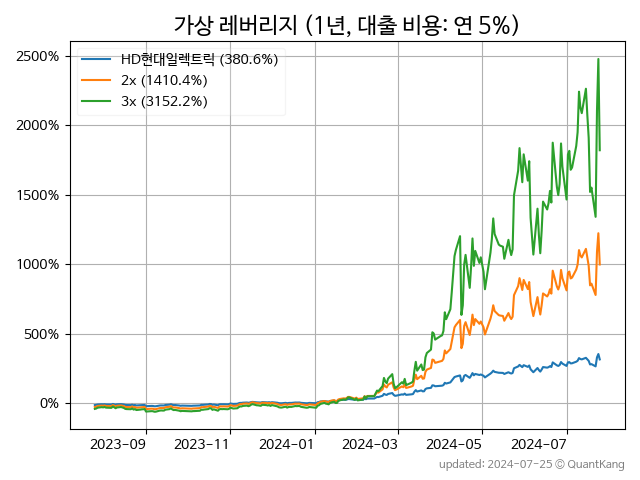 가상 레버리지 (1년, 대출 비용: 연 5%)
HD현대일렉트릭 (380.6%)
2x (1410.4%)
3x (3152.2%)
2500%
2000%
1500%
1000%
500%
0%
2023-09 2023-11 2024-01 2024-03 2024-05 2024-07
updated: 2024-07-25 © QuantKang